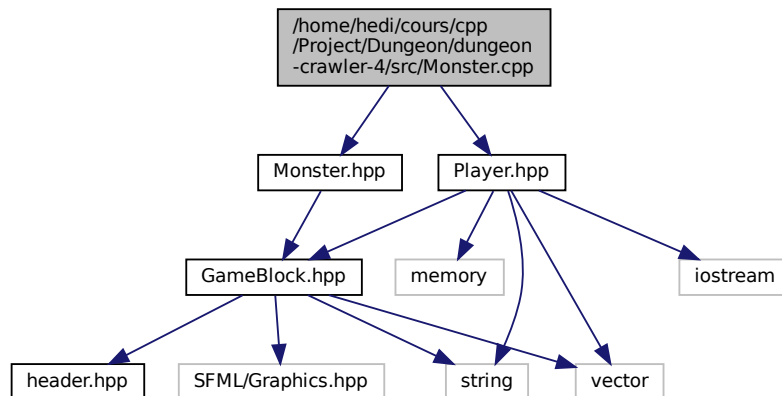 /home/hedi/cours/cpp
/Project/Dungeon/dungeon
-crawler-4/src/Monster.cpp
Monster.hpp
Player.hpp
GameBlock.hpp
memory
iostream
header.hpp
SFML/Graphics.hpp
string
vector